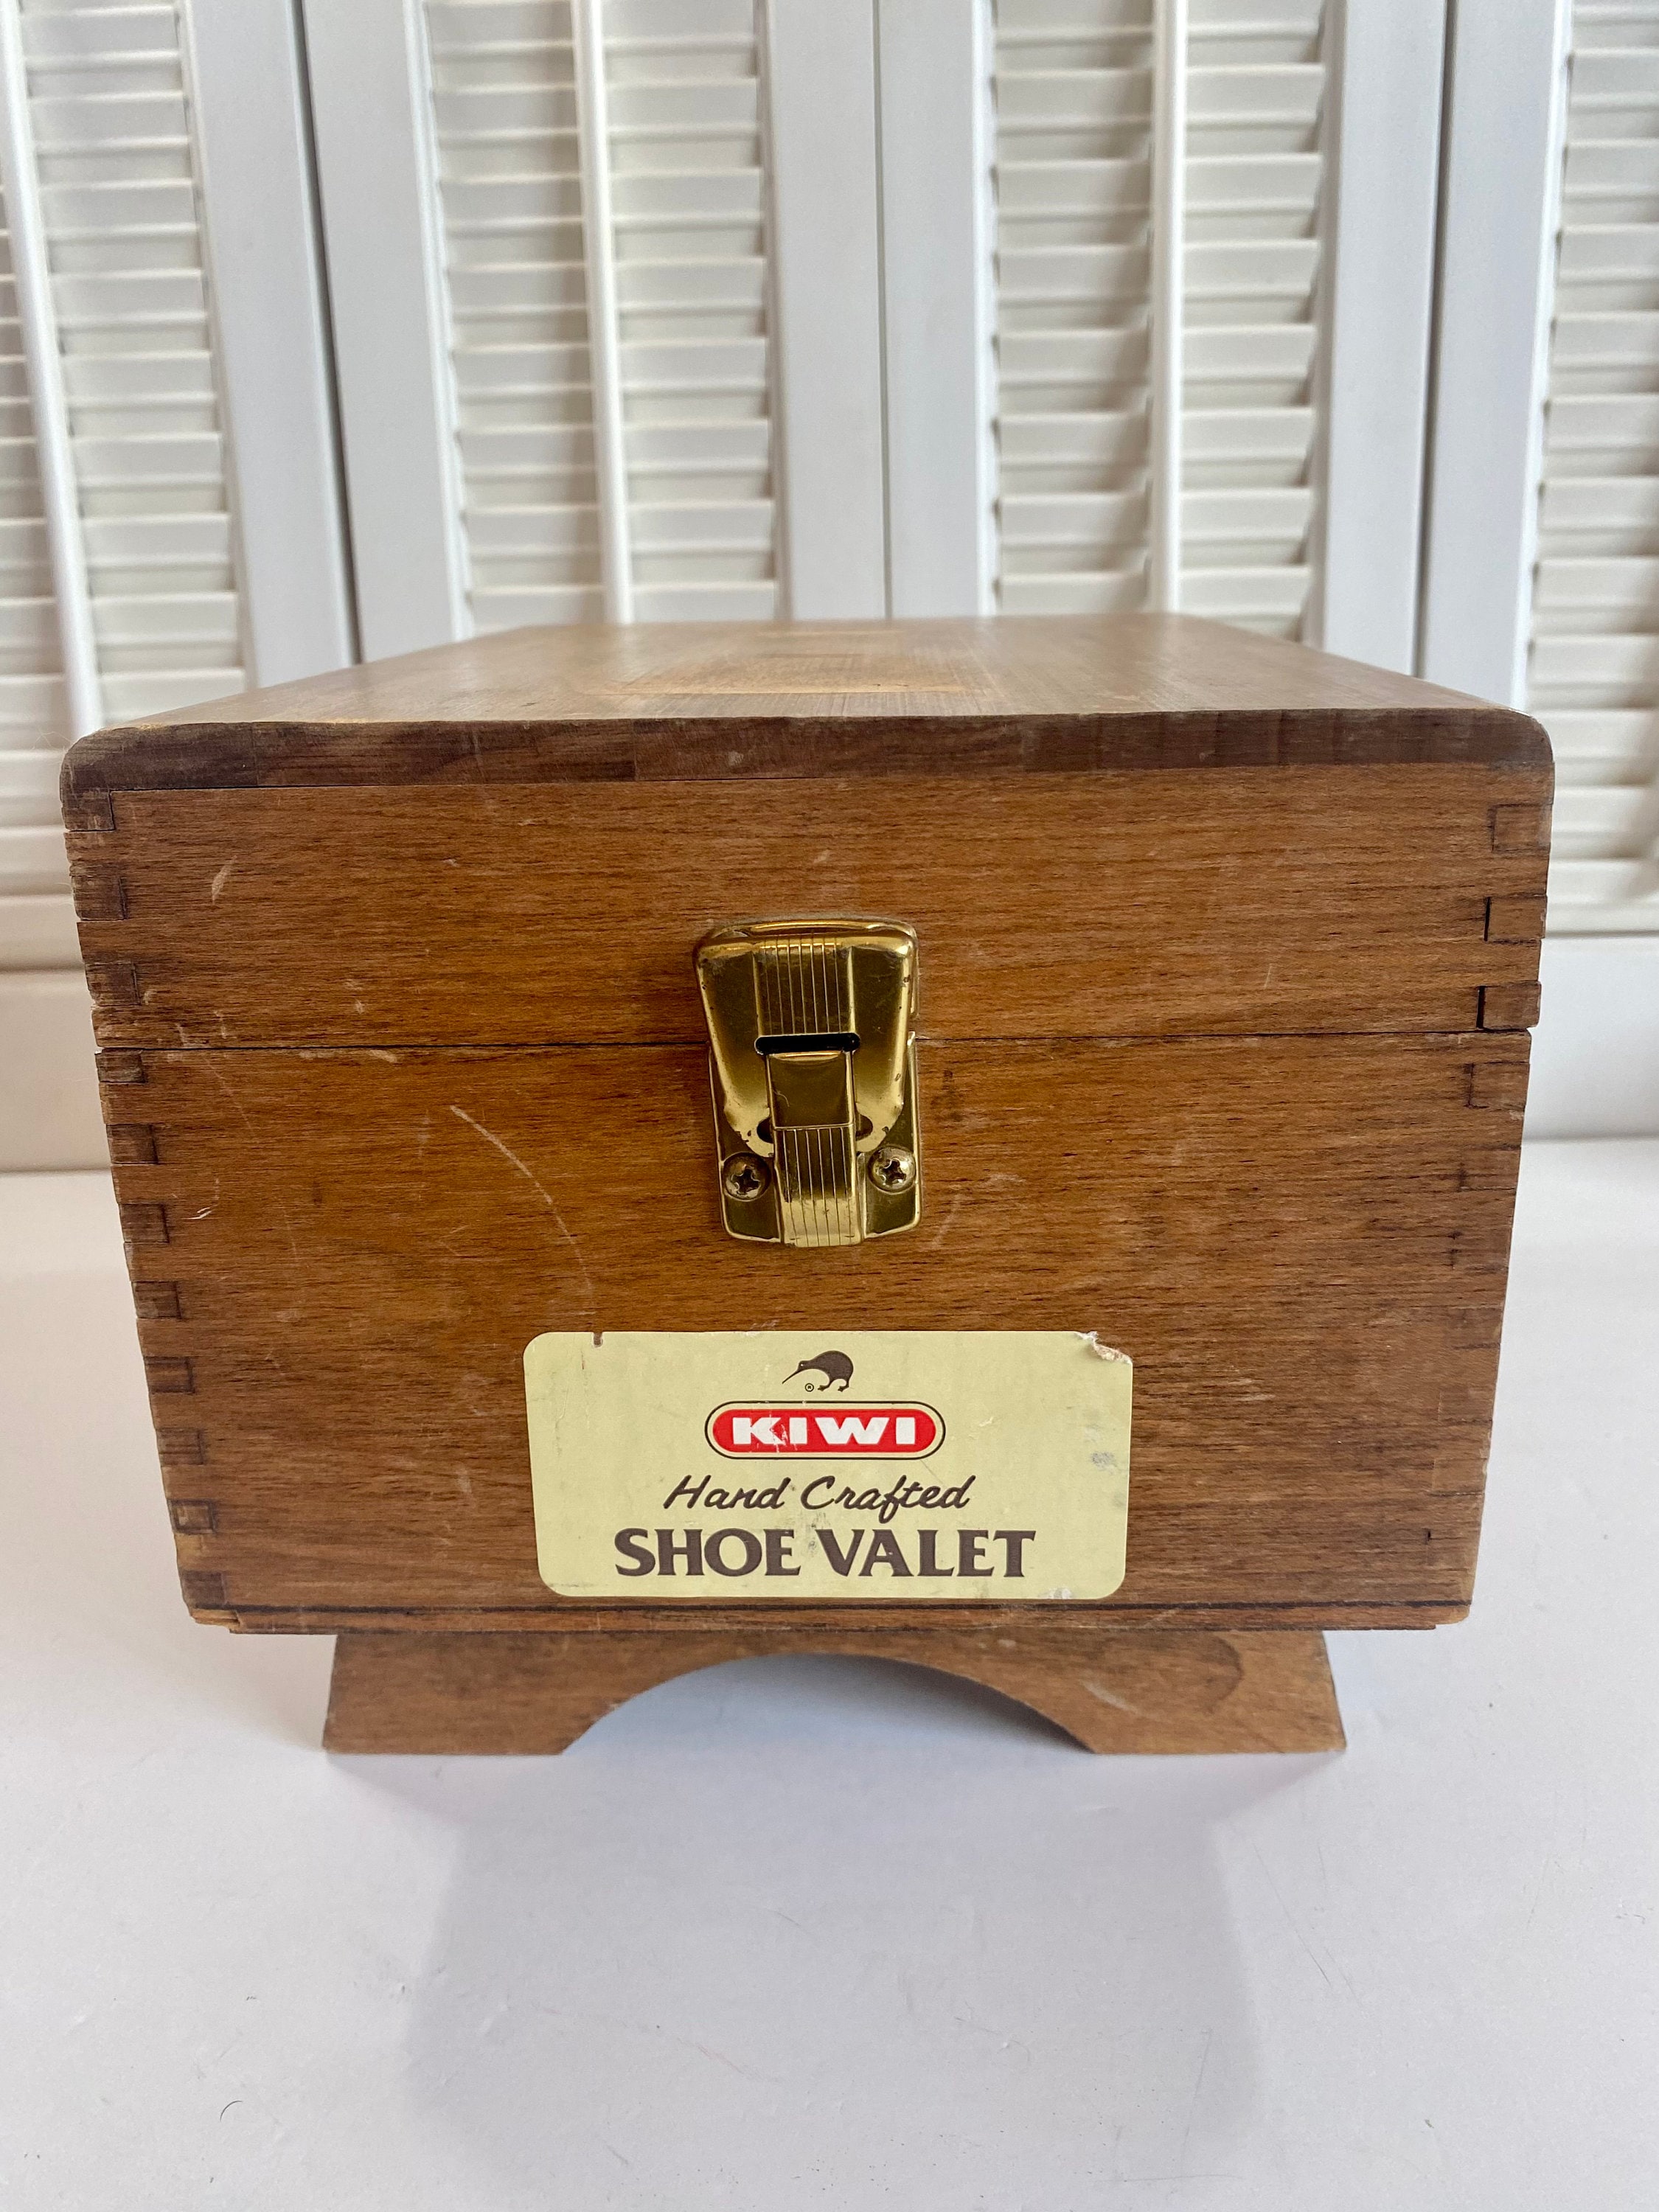 ®
KIWI
Hand Crafted
SHOE VALET